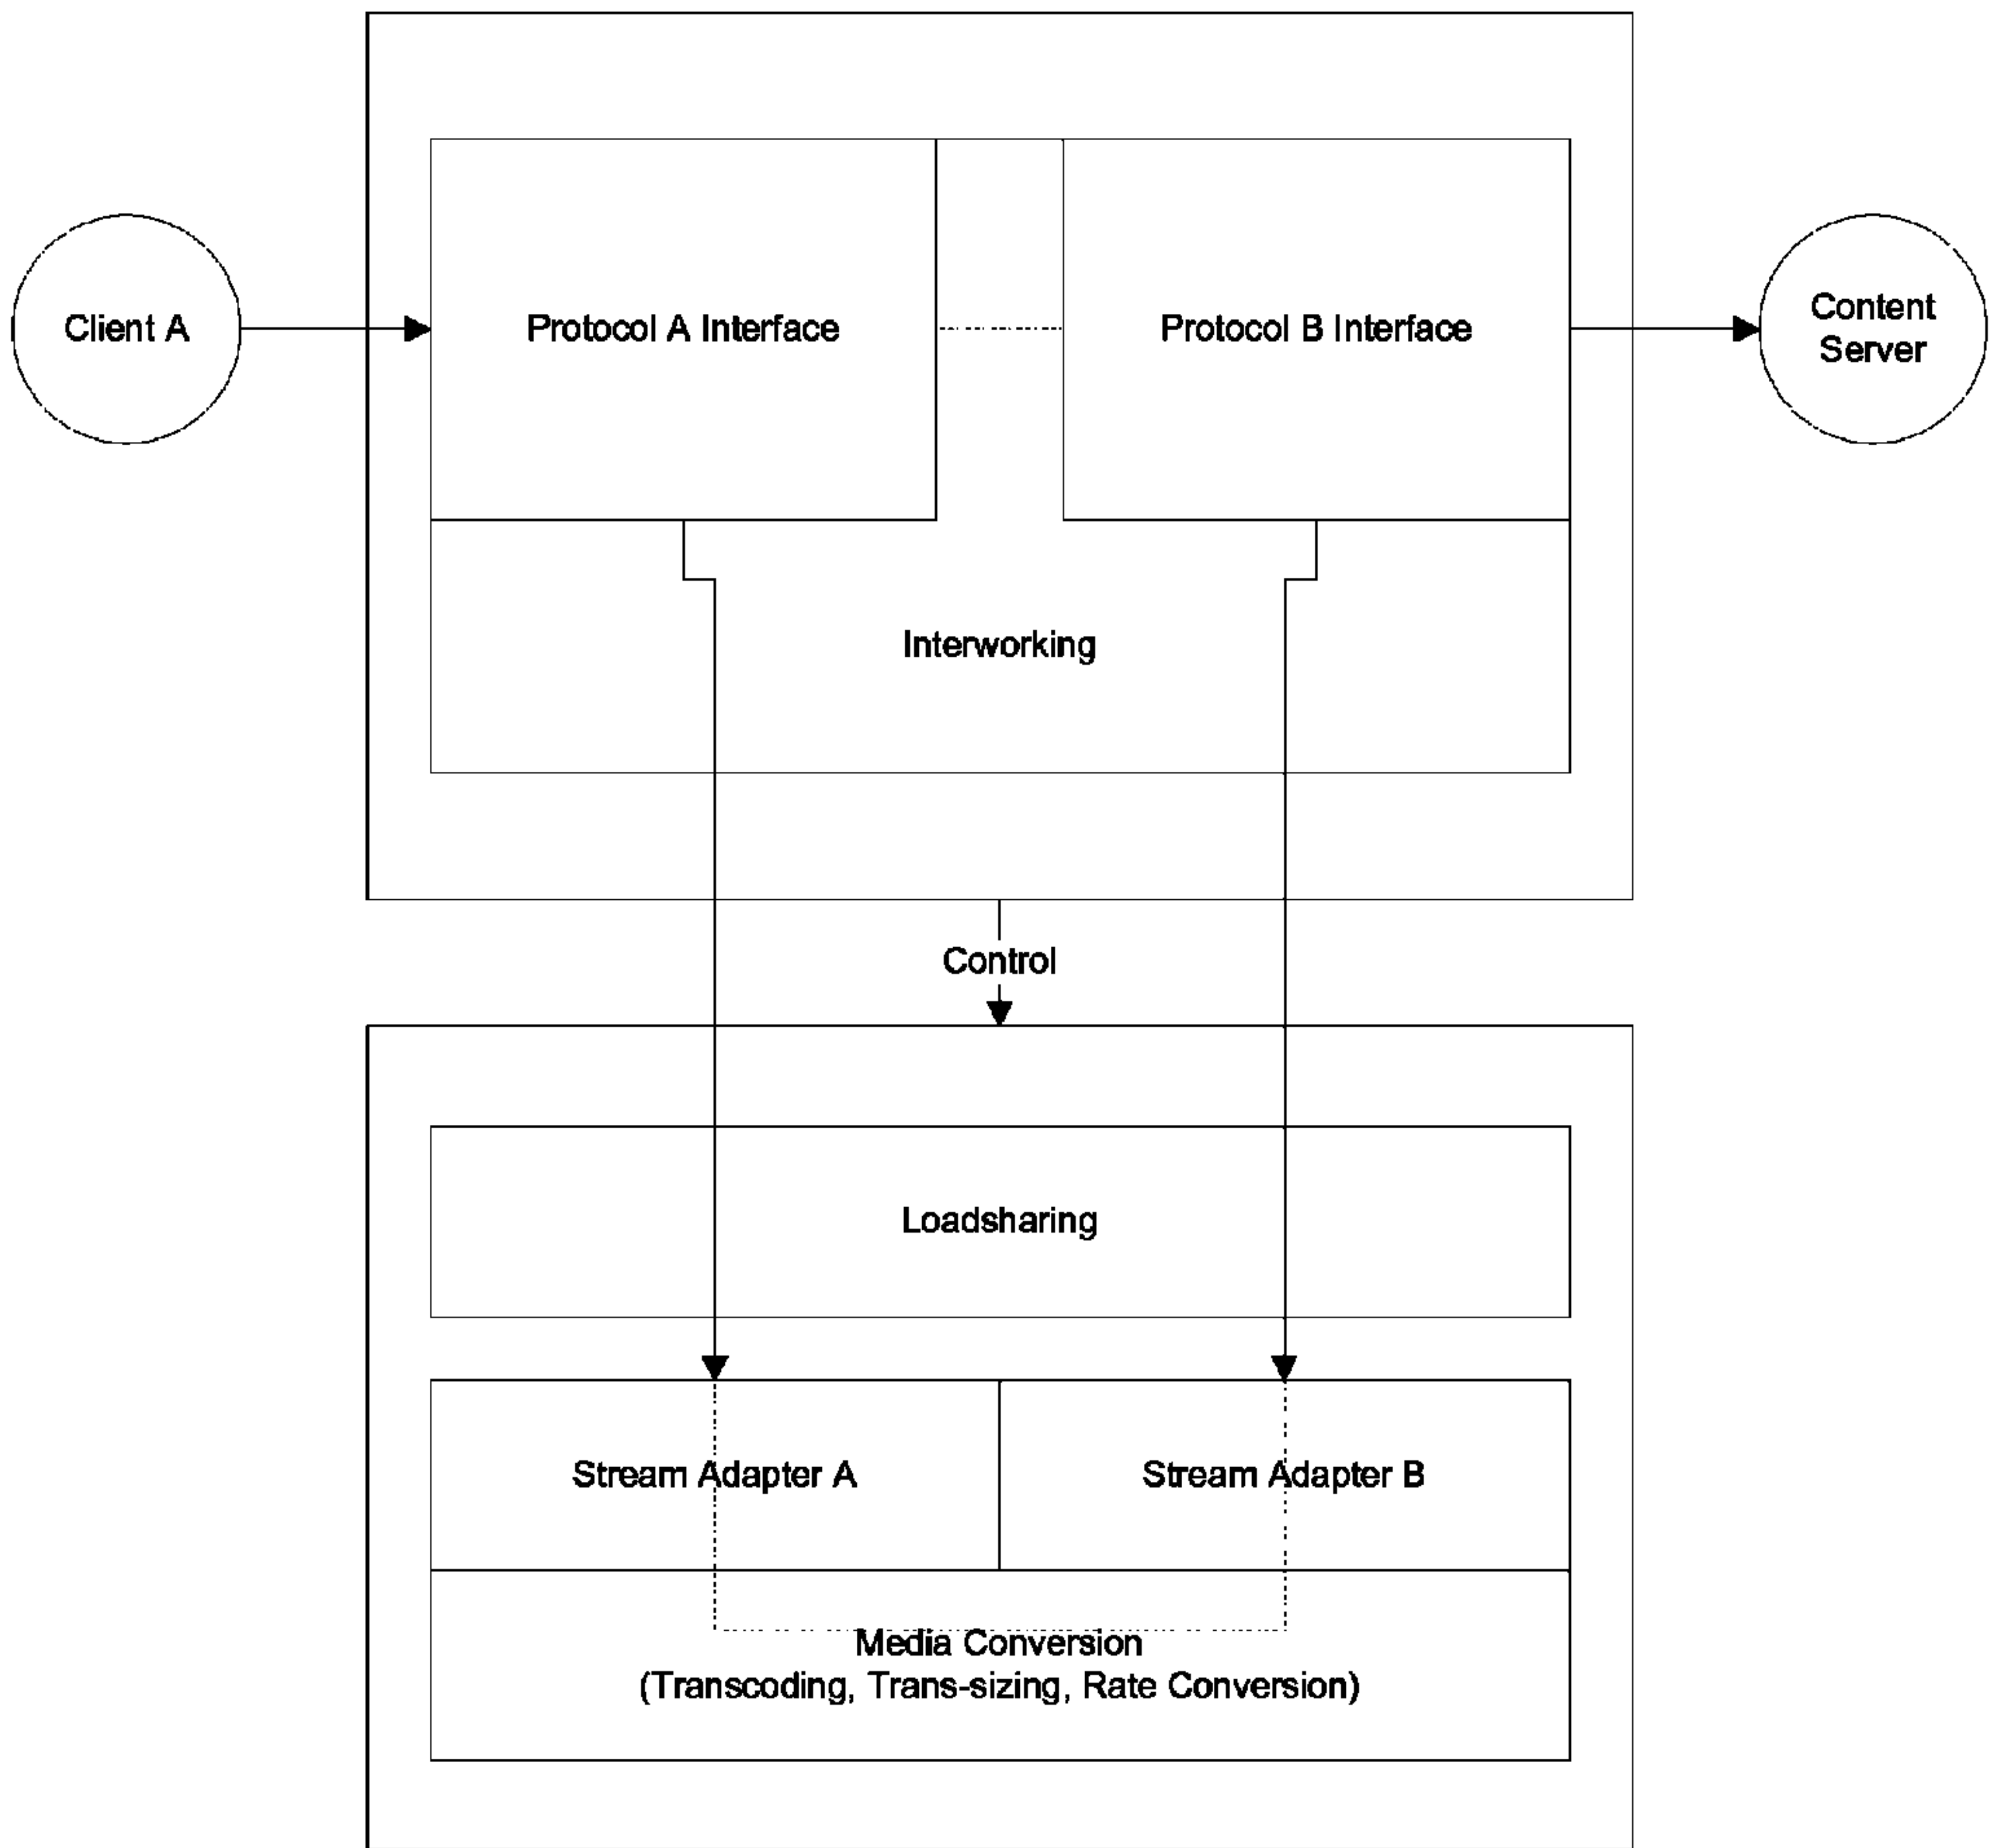 Client A
Protocol A Interface
Protocol B Interface
Content
Server
Interworking
Control
Loadsharing
Stream Adapter A
Stream Adapter B
Media Conversion
(Transcoding, Trans-sizing, Rate Conversion)